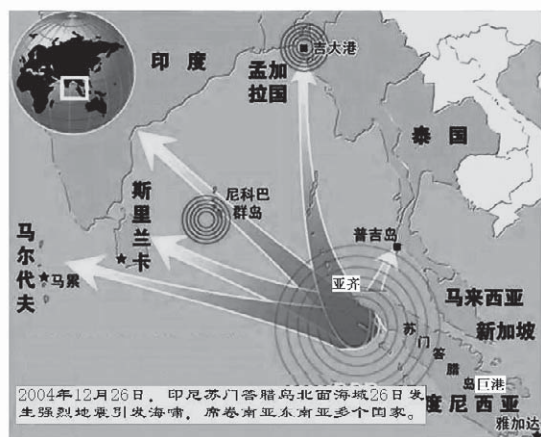 印度
孟加
拉国
吉大港
泰国
斯里兰卡
尼科巴
群岛
普吉岛
马尔代夫
马累
亚齐
马来西亚
新加坡
苏门答腊岛
巨港
度尼西亚
雅加达
2004年12月26日，印尼苏门答腊岛北面海域26日发
生强烈地震引发海啸，席卷南亚东南亚多个国家。